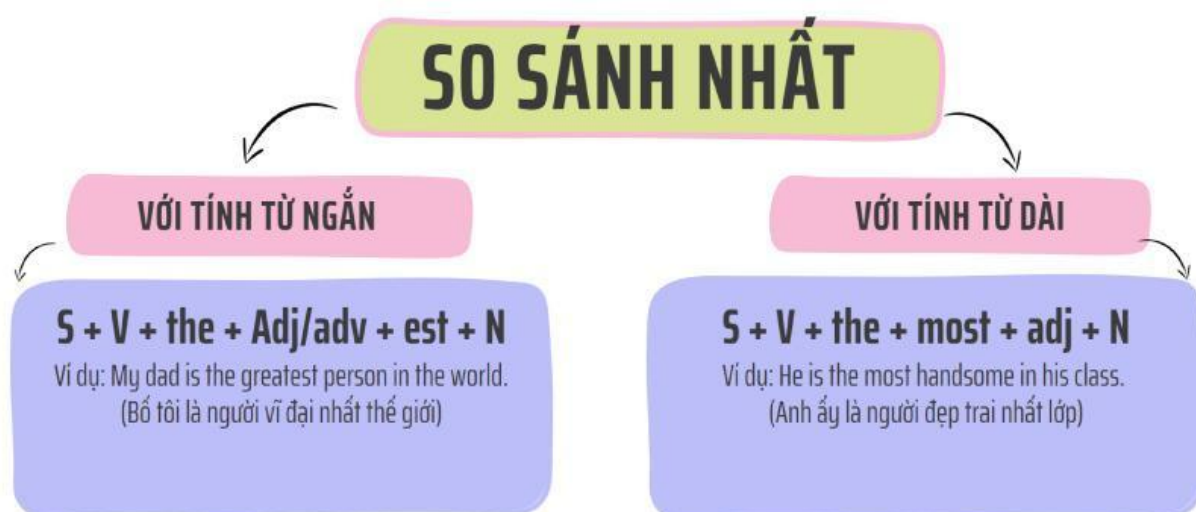 SO SÁNH NHẤT
VỚI TÍNH TỪ NGẮN
S + V + the + Adj/adv + est + N
Ví dụ: My dad is the greatest person in the world.
(Bố tôi là người vĩ đại nhất thế giới)
VỚI TÍNH TỪ DÀI
S + V + the + most + adj + N
Ví dụ: He is the most handsome in his class.
(Anh ấy là người đẹp trai nhất lớp)